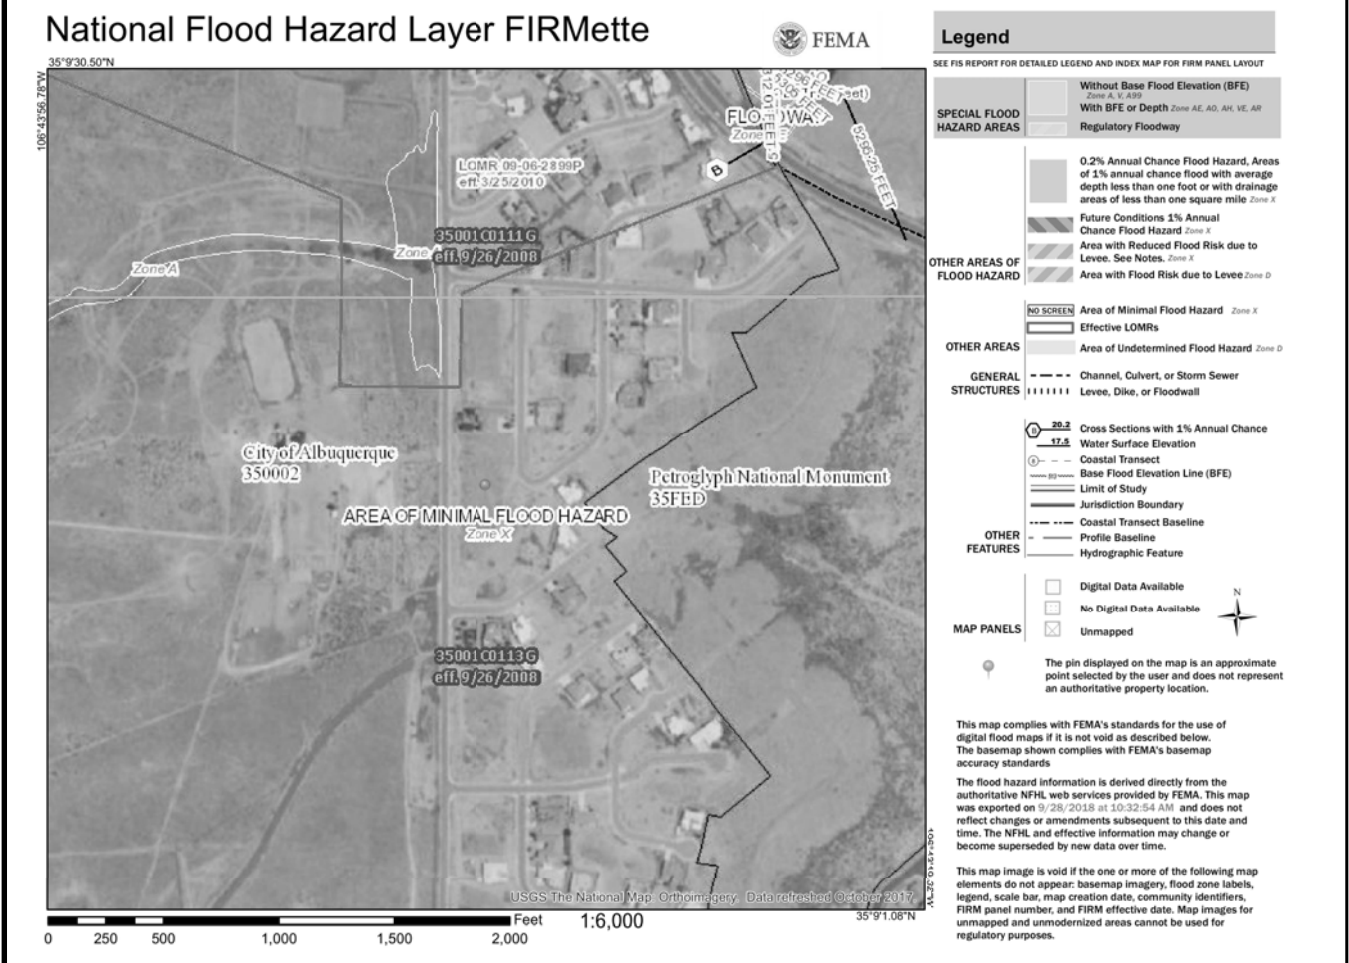 National Flood Hazard Layer FIRMette
FEMA
35°9'30.50"N
106°43'56.78"W
FLOODWAY
Zone
5296.25 FEET
B
LOMR 09-06-2899P
eff. 3/25/2010
35001C0111G
eff. 9/26/2008
Zone
Zone A
City of Albuquerque
350002
Petroglyph National Monument
35FED
AREA OF MINIMAL FLOOD HAZARD
Zone X
35001C0113G
eff. 9/26/2008
USGS The National Map: Orthoimagery. Data refreshed October 2017.
35°9'1.08"N
Feet
1:6,000
0 250 500 1,000 1,500 2,000
Legend
SEE FIS REPORT FOR DETAILED LEGEND AND INDEX MAP FOR FIRM PANEL LAYOUT
SPECIAL FLOOD
HAZARD AREAS
Without Base Flood Elevation (BFE)
Zone A, V, A99
With BFE or Depth Zone AE, AO, AH, VE, AR
Regulatory Floodway
OTHER AREAS OF
FLOOD HAZARD
0.2% Annual Chance Flood Hazard, Areas
of 1% annual chance flood with average
depth less than one foot or with drainage
areas of less than one square mile Zone X
Future Conditions 1% Annual
Chance Flood Hazard Zone X
Area with Reduced Flood Risk due to
Levee. See Notes. Zone X
Area with Flood Risk due to Levee Zone D
OTHER AREAS
NO SCREEN Area of Minimal Flood Hazard Zone X
Effective LOMRs
Area of Undetermined Flood Hazard Zone D
GENERAL
STRUCTURES
Channel, Culvert, or Storm Sewer
Levee, Dike, or Floodwall
OTHER
FEATURES
B 20.2 Cross Sections with 1% Annual Chance
17.5 Water Surface Elevation
Coastal Transect
Base Flood Elevation Line (BFE)
Limit of Study
Jurisdiction Boundary
Coastal Transect Baseline
Profile Baseline
Hydrographic Feature
MAP PANELS
Digital Data Available
No Digital Data Available
Unmapped
N
The pin displayed on the map is an approximate
point selected by the user and does not represent
an authoritative property location.
This map complies with FEMA's standards for the use of
digital flood maps if it is not void as described below.
The basemap shown complies with FEMA's basemap
accuracy standards
The flood hazard information is derived directly from the
authoritative NFHL web services provided by FEMA. This map
was exported on 9/28/2018 at 10:32:54 AM and does not
reflect changes or amendments subsequent to this date and
time. The NFHL and effective information may change or
become superseded by new data over time.
This map image is void if the one or more of the following map
elements do not appear: basemap imagery, flood zone labels,
legend, scale bar, map creation date, community identifiers,
FIRM panel number, and FIRM effective date. Map images for
unmapped and unmodernized areas cannot be used for
regulatory purposes.